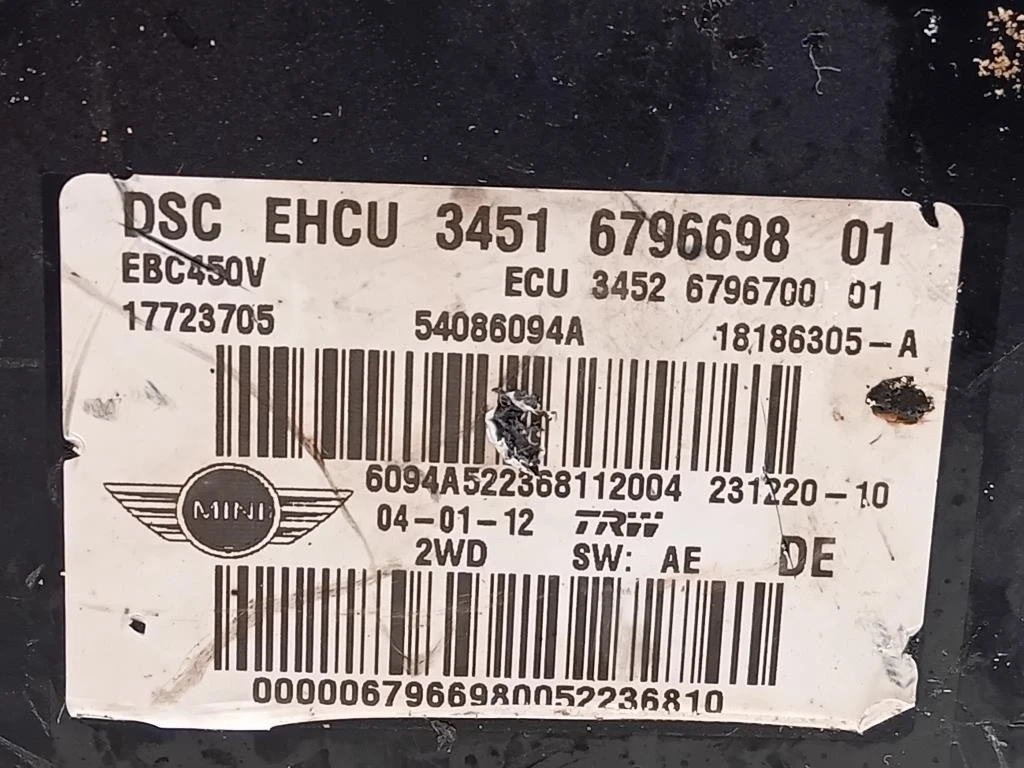 DSC EHCU 3451 6796698 01
EBC450V ECU 3452 6796700 01
17723705 54086094A 18186305-A
6094A522368112004 231220-10
MINI 04-01-12 TRW
2WD SW: AE DE
0000067966980052236810